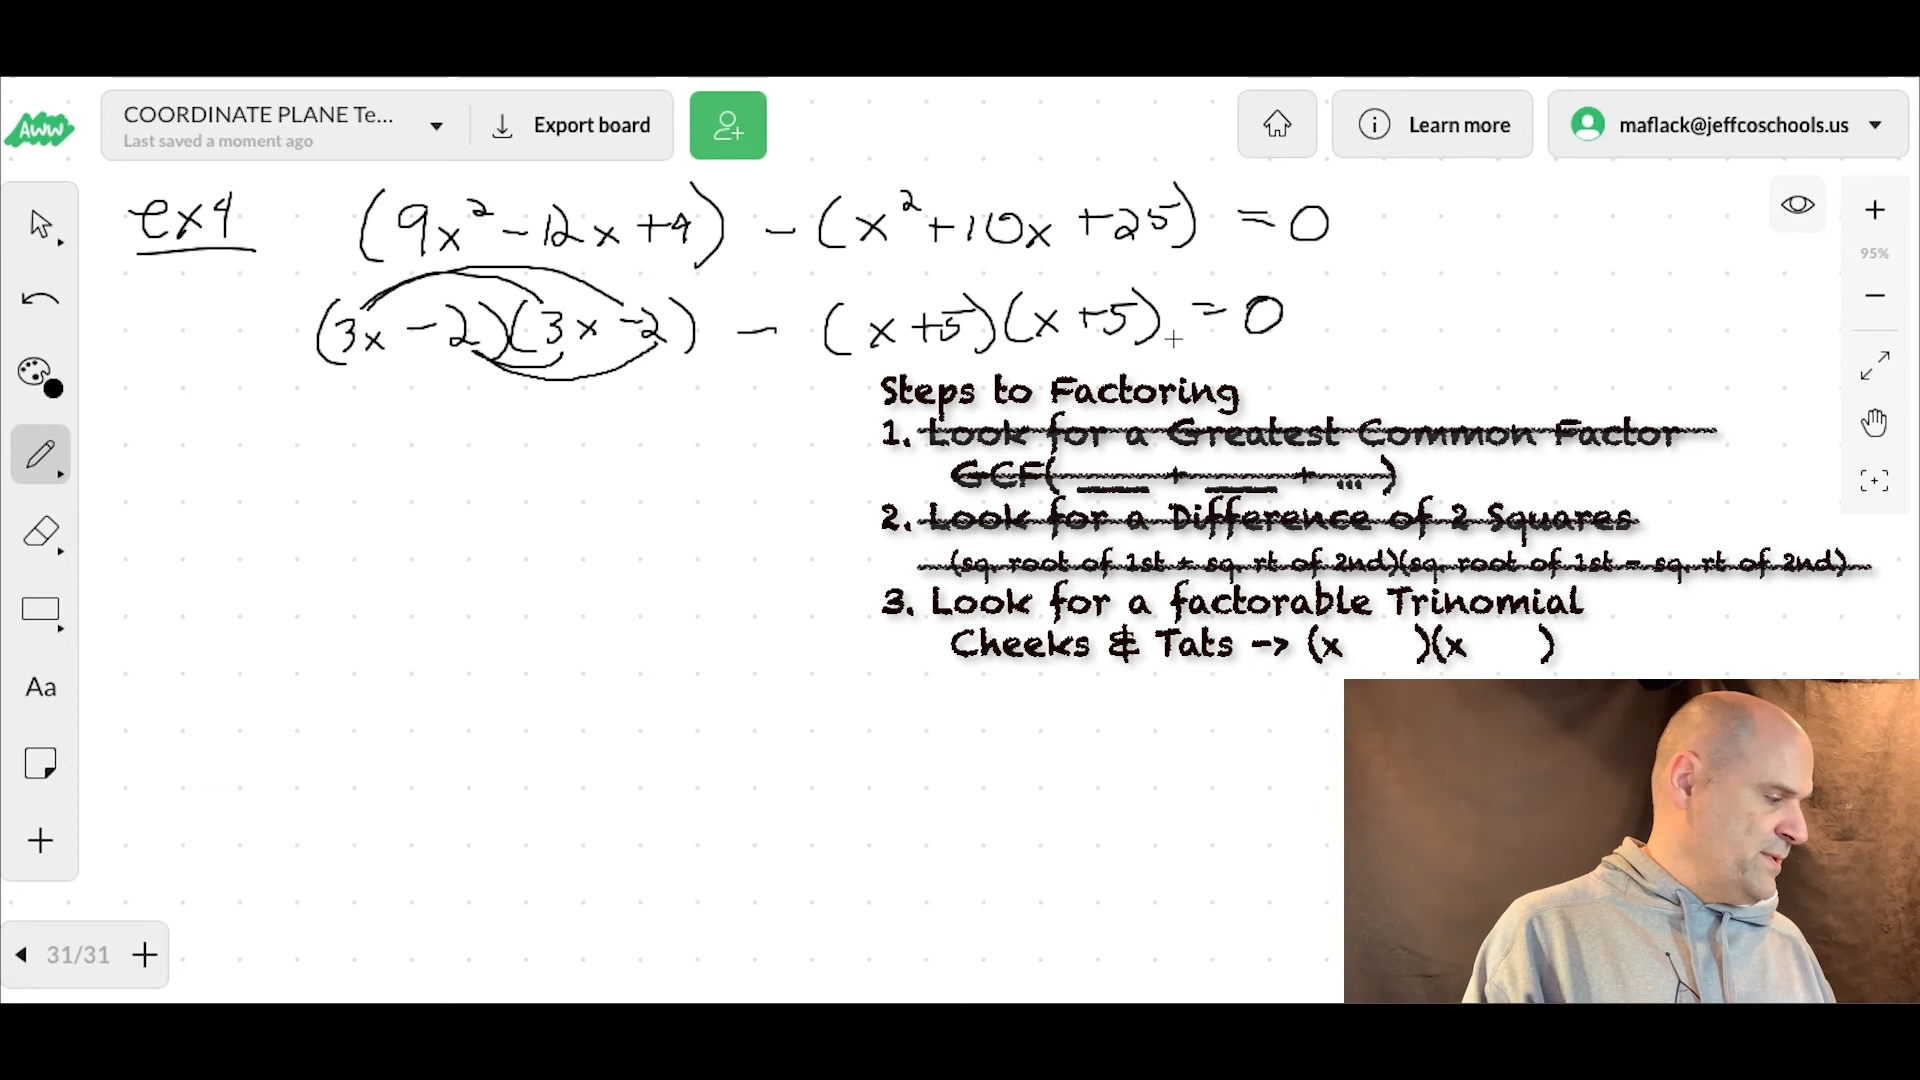 AWW
COORDINATE PLANE Te...
Last saved a moment ago
Export board
Learn more
maflack@jeffcoschools.us
95%
ex4 (9x² - 12x + 4) - (x² + 10x + 25) = 0
(3x - 2)(3x - 2) - (x + 5)(x + 5) = 0
Steps to Factoring
1. Look for a Greatest Common Factor
GCF(____ + ____ + ...)
2. Look for a Difference of 2 Squares
(sq. root of 1st + sq. rt of 2nd)(sq. root of 1st - sq. rt of 2nd)
3. Look for a factorable Trinomial
Cheeks & Tats -> (x )(x )
Aa
31/31